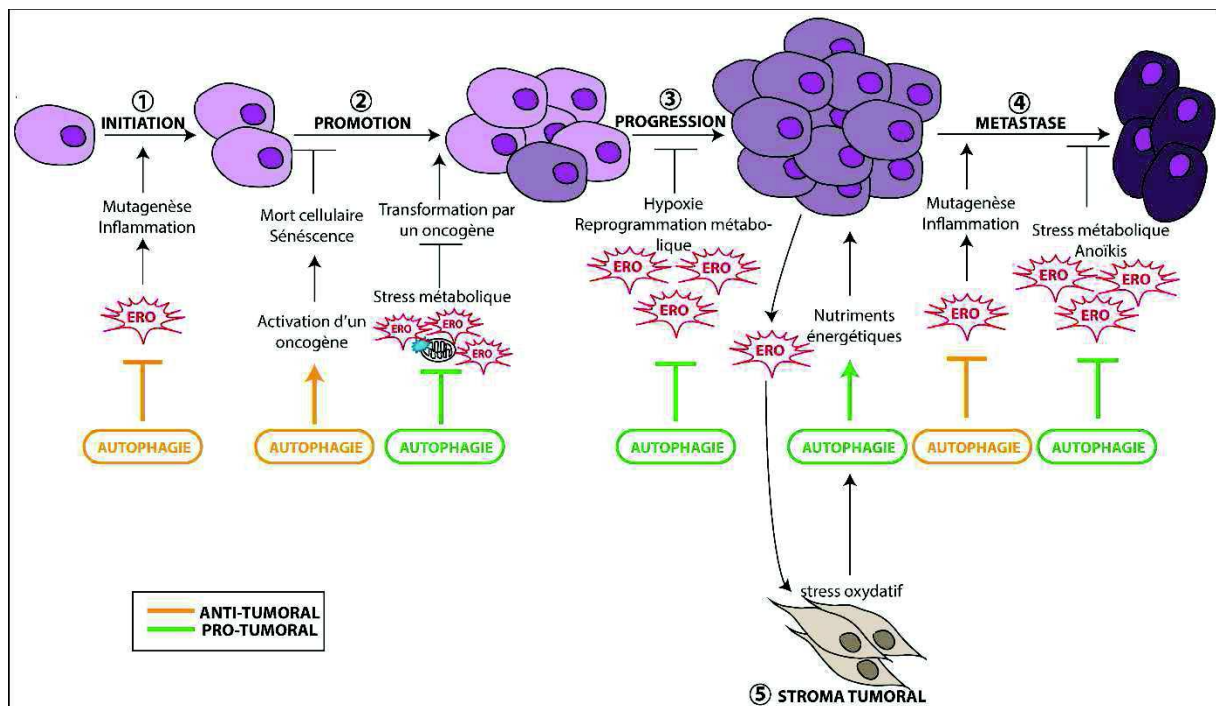 ①
INITIATION
②
PROMOTION
③
PROGRESSION
④
METASTASE
Mutagenèse
Inflammation
ERO
AUTOPHAGIE
Mort cellulaire
Sénéscence
Activation d'un
oncogène
AUTOPHAGIE
Transformation par
un oncogène
Stress métabolique
ERO
ERO
ERO
AUTOPHAGIE
Hypoxie
Reprogrammation métabo-
lique
ERO
ERO
ERO
AUTOPHAGIE
ERO
Nutriments
énergétiques
AUTOPHAGIE
Mutagenèse
Inflammation
ERO
AUTOPHAGIE
Stress métabolique
Anoïkis
ERO
ERO
ERO
AUTOPHAGIE
stress oxydatif
⑤ STROMA TUMORAL
ANTI-TUMORAL
PRO-TUMORAL